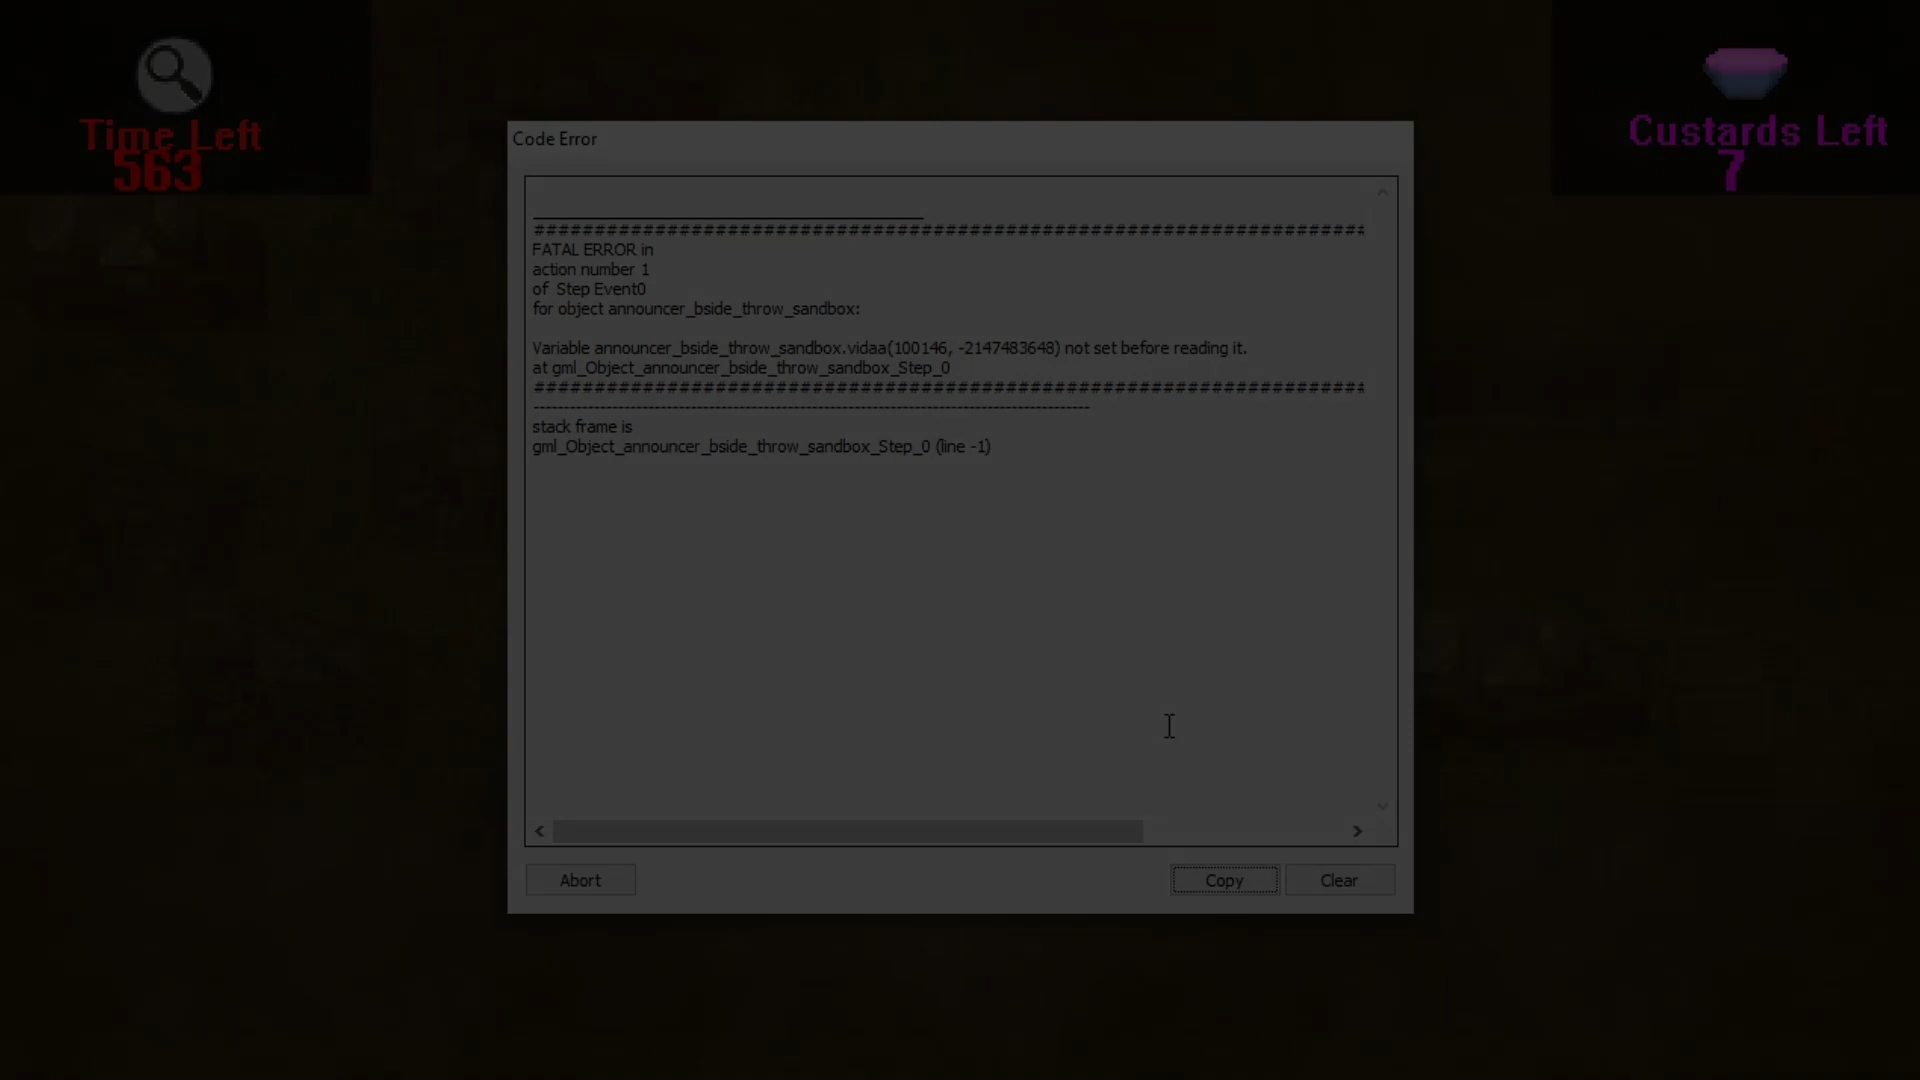 Time Left
563
Custards Left
7
Code Error
############################################################################
FATAL ERROR in
action number 1
of  Step Event0
for object announcer_bside_throw_sandbox:
Variable announcer_bside_throw_sandbox.vidaa(100146, -2147483648) not set before reading it.
at gml_Object_announcer_bside_throw_sandbox_Step_0
############################################################################
--------------------------------------------------------------------------------------------
stack frame is
gml_Object_announcer_bside_throw_sandbox_Step_0 (line -1)
Abort
Copy
Clear